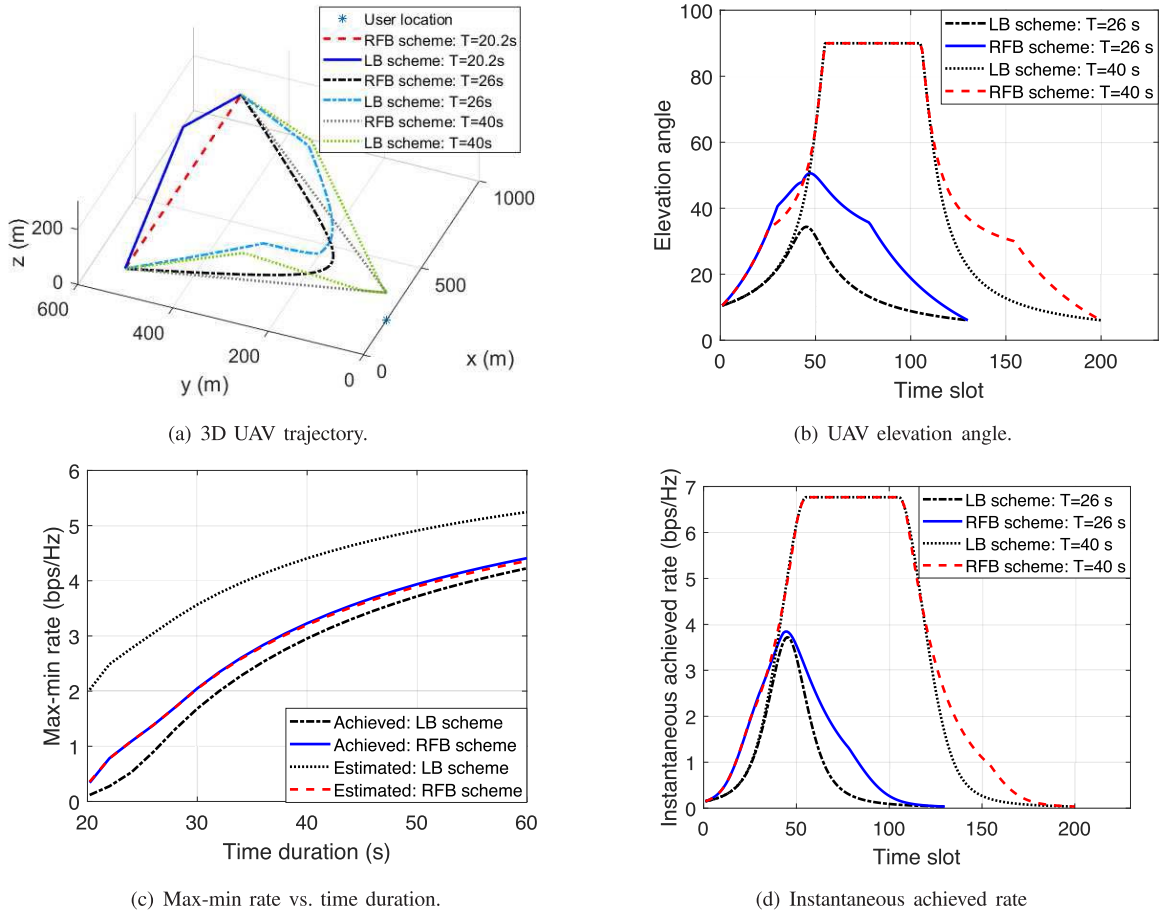 User location
RFB scheme: T=20.2s
LB scheme: T=20.2s
RFB scheme: T=26s
LB scheme: T=26s
RFB scheme: T=40s
LB scheme: T=40s
z (m)
200
0
600
400
200
0
y (m)
0
500
1000
x (m)
(a) 3D UAV trajectory.
LB scheme: T=26 s
RFB scheme: T=26 s
LB scheme: T=40 s
RFB scheme: T=40 s
Elevation angle
100
80
60
40
20
0
0 50 100 150 200
Time slot
(b) UAV elevation angle.
Max-min rate (bps/Hz)
6
5
4
3
2
1
0
Achieved: LB scheme
Achieved: RFB scheme
Estimated: LB scheme
Estimated: RFB scheme
20 30 40 50 60
Time duration (s)
(c) Max-min rate vs. time duration.
Instantaneous achieved rate (bps/Hz)
7
6
5
4
3
2
1
0
LB scheme: T=26 s
RFB scheme: T=26 s
LB scheme: T=40 s
RFB scheme: T=40 s
0 50 100 150 200
Time slot
(d) Instantaneous achieved rate